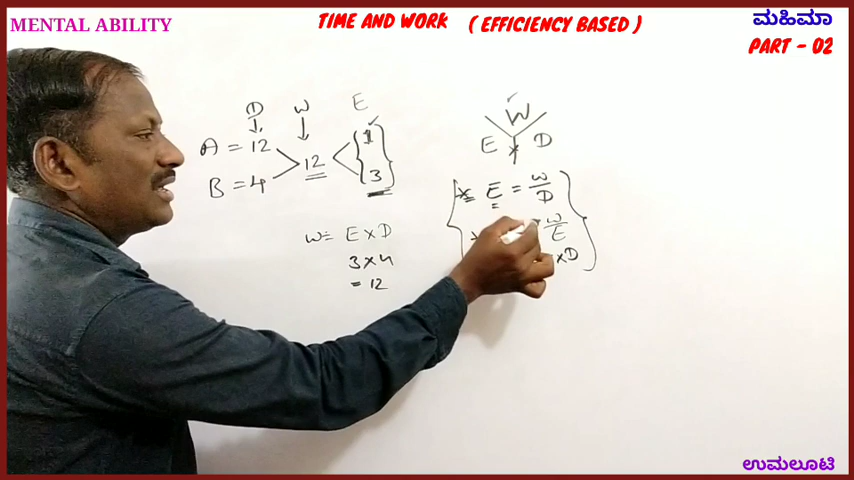 MENTAL ABILITY
TIME AND WORK ( EFFICIENCY BASED )
ಮಹಿಮಾ
PART - 02
D W E
A = 12
12
1
B = 4
3
W = E x D
3 x 4
= 12
W
E x D
* E = W/D
= W/E
x D
ಉಮಲೂಟಿ